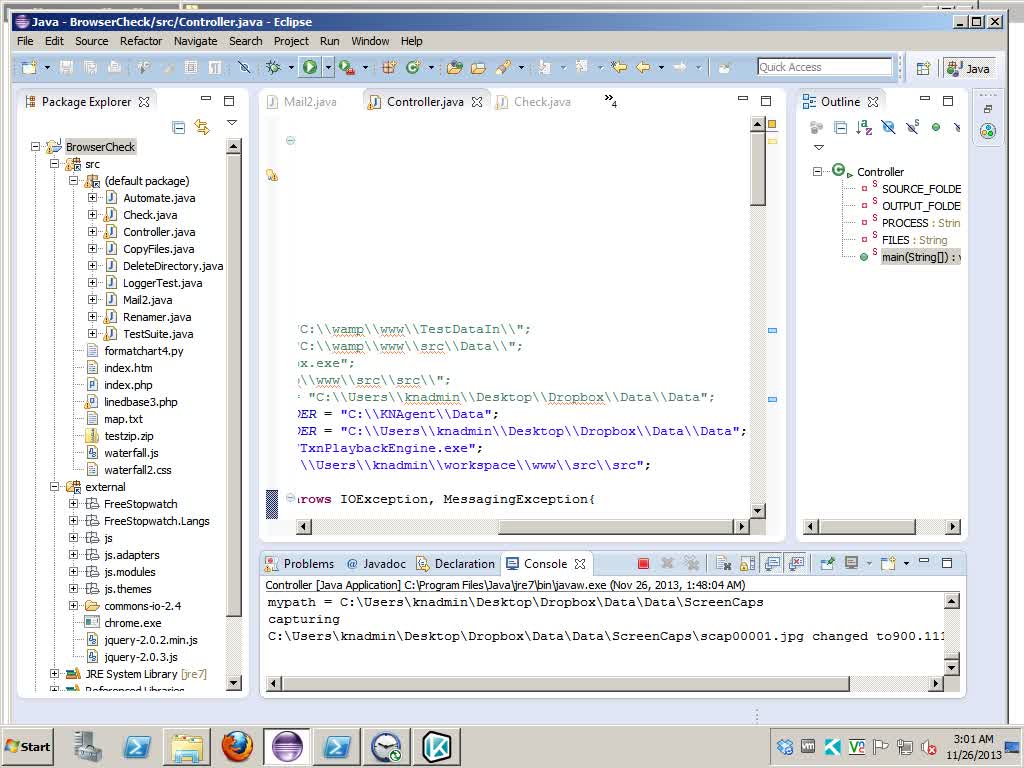 Java - BrowserCheck/src/Controller.java - Eclipse
File Edit Source Refactor Navigate Search Project Run Window Help
Quick Access
Java
Package Explorer
BrowserCheck
src
(default package)
Automate.java
Check.java
Controller.java
CopyFiles.java
DeleteDirectory.java
LoggerTest.java
Mail2.java
Renamer.java
TestSuite.java
formatchart4.py
index.htm
index.php
linedbase3.php
map.txt
testzip.zip
waterfall.js
waterfall2.css
external
FreeStopwatch
FreeStopwatch.Langs
js
js.adapters
js.modules
js.themes
commons-io-2.4
chrome.exe
jquery-2.0.2.min.js
jquery-2.0.3.js
JRE System Library [jre7]
Referenced Libraries
Mail2.java Controller.java Check.java »4
'C:\\wamp\\www\\TestDataIn\\";
'C:\\wamp\\www\\src\\Data\\";
ox.exe";
\\www\\src\\src\\";
= "C:\\Users\\knadmin\\Desktop\\Dropbox\\Data\\Data";
DER = "C:\\KNAgent\\Data";
DER = "C:\\Users\\knadmin\\Desktop\\Dropbox\\Data\\Data";
TxnPlaybackEngine.exe";
\\Users\\knadmin\\workspace\\www\\src\\src";
rows IOException, MessagingException{
Outline
Controller
SOURCE_FOLDE
OUTPUT_FOLDE
PROCESS : Strin
FILES : String
main(String[]) : v
Problems @ Javadoc Declaration Console
Controller [Java Application] C:\Program Files\Java\jre7\bin\javaw.exe (Nov 26, 2013, 1:48:04 AM)
mypath = C:\Users\knadmin\Desktop\Dropbox\Data\Data\ScreenCaps
capturing
C:\Users\knadmin\Desktop\Dropbox\Data\Data\ScreenCaps\scap00001.jpg changed to900.111
Start
3:01 AM
11/26/2013